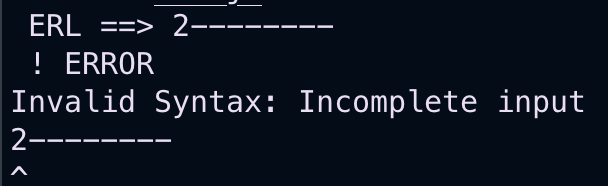 ERL ==> 2--------
! ERROR
Invalid Syntax: Incomplete input
2--------
^